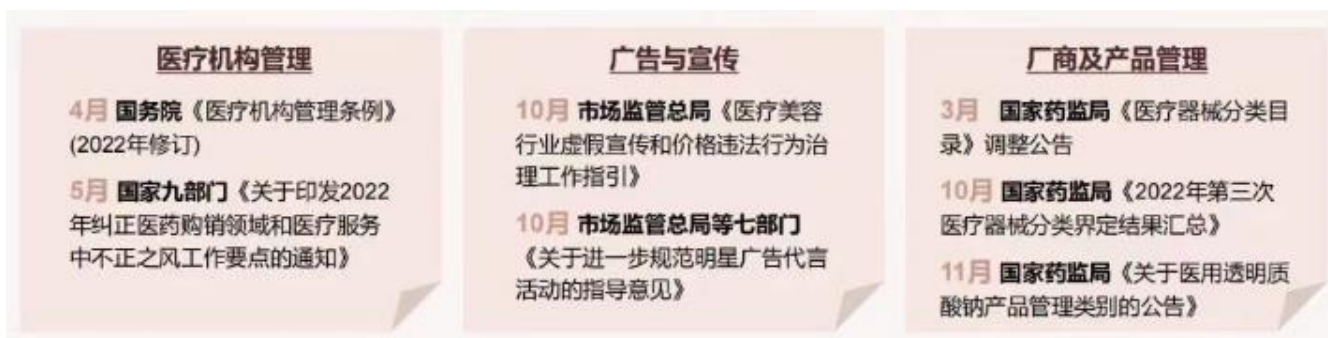 医疗机构管理
4月 国务院《医疗机构管理条例》
(2022年修订)
5月 国家九部门《关于印发2022
年纠正医药购销领域和医疗服务
中不正之风工作要点的通知》
广告与宣传
10月 市场监管总局《医疗美容
行业虚假宣传和价格违法行为治
理工作指引》
10月 市场监管总局等七部门
《关于进一步规范明星广告代言
活动的指导意见》
厂商及产品管理
3月 国家药监局《医疗器械分类目
录》调整公告
10月 国家药监局《2022年第三次
医疗器械分类界定结果汇总》
11月 国家药监局《关于医用透明质
酸钠产品管理类别的公告》